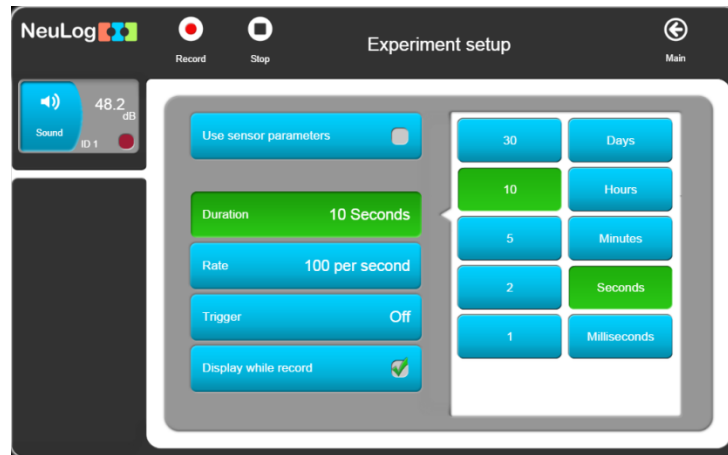 NeuLog
Record
Stop
Experiment setup
Main
48.2
dB
Sound
ID 1
Use sensor parameters
Duration 10 Seconds
Rate 100 per second
Trigger Off
Display while record
30 Days
10 Hours
5 Minutes
2 Seconds
1 Milliseconds